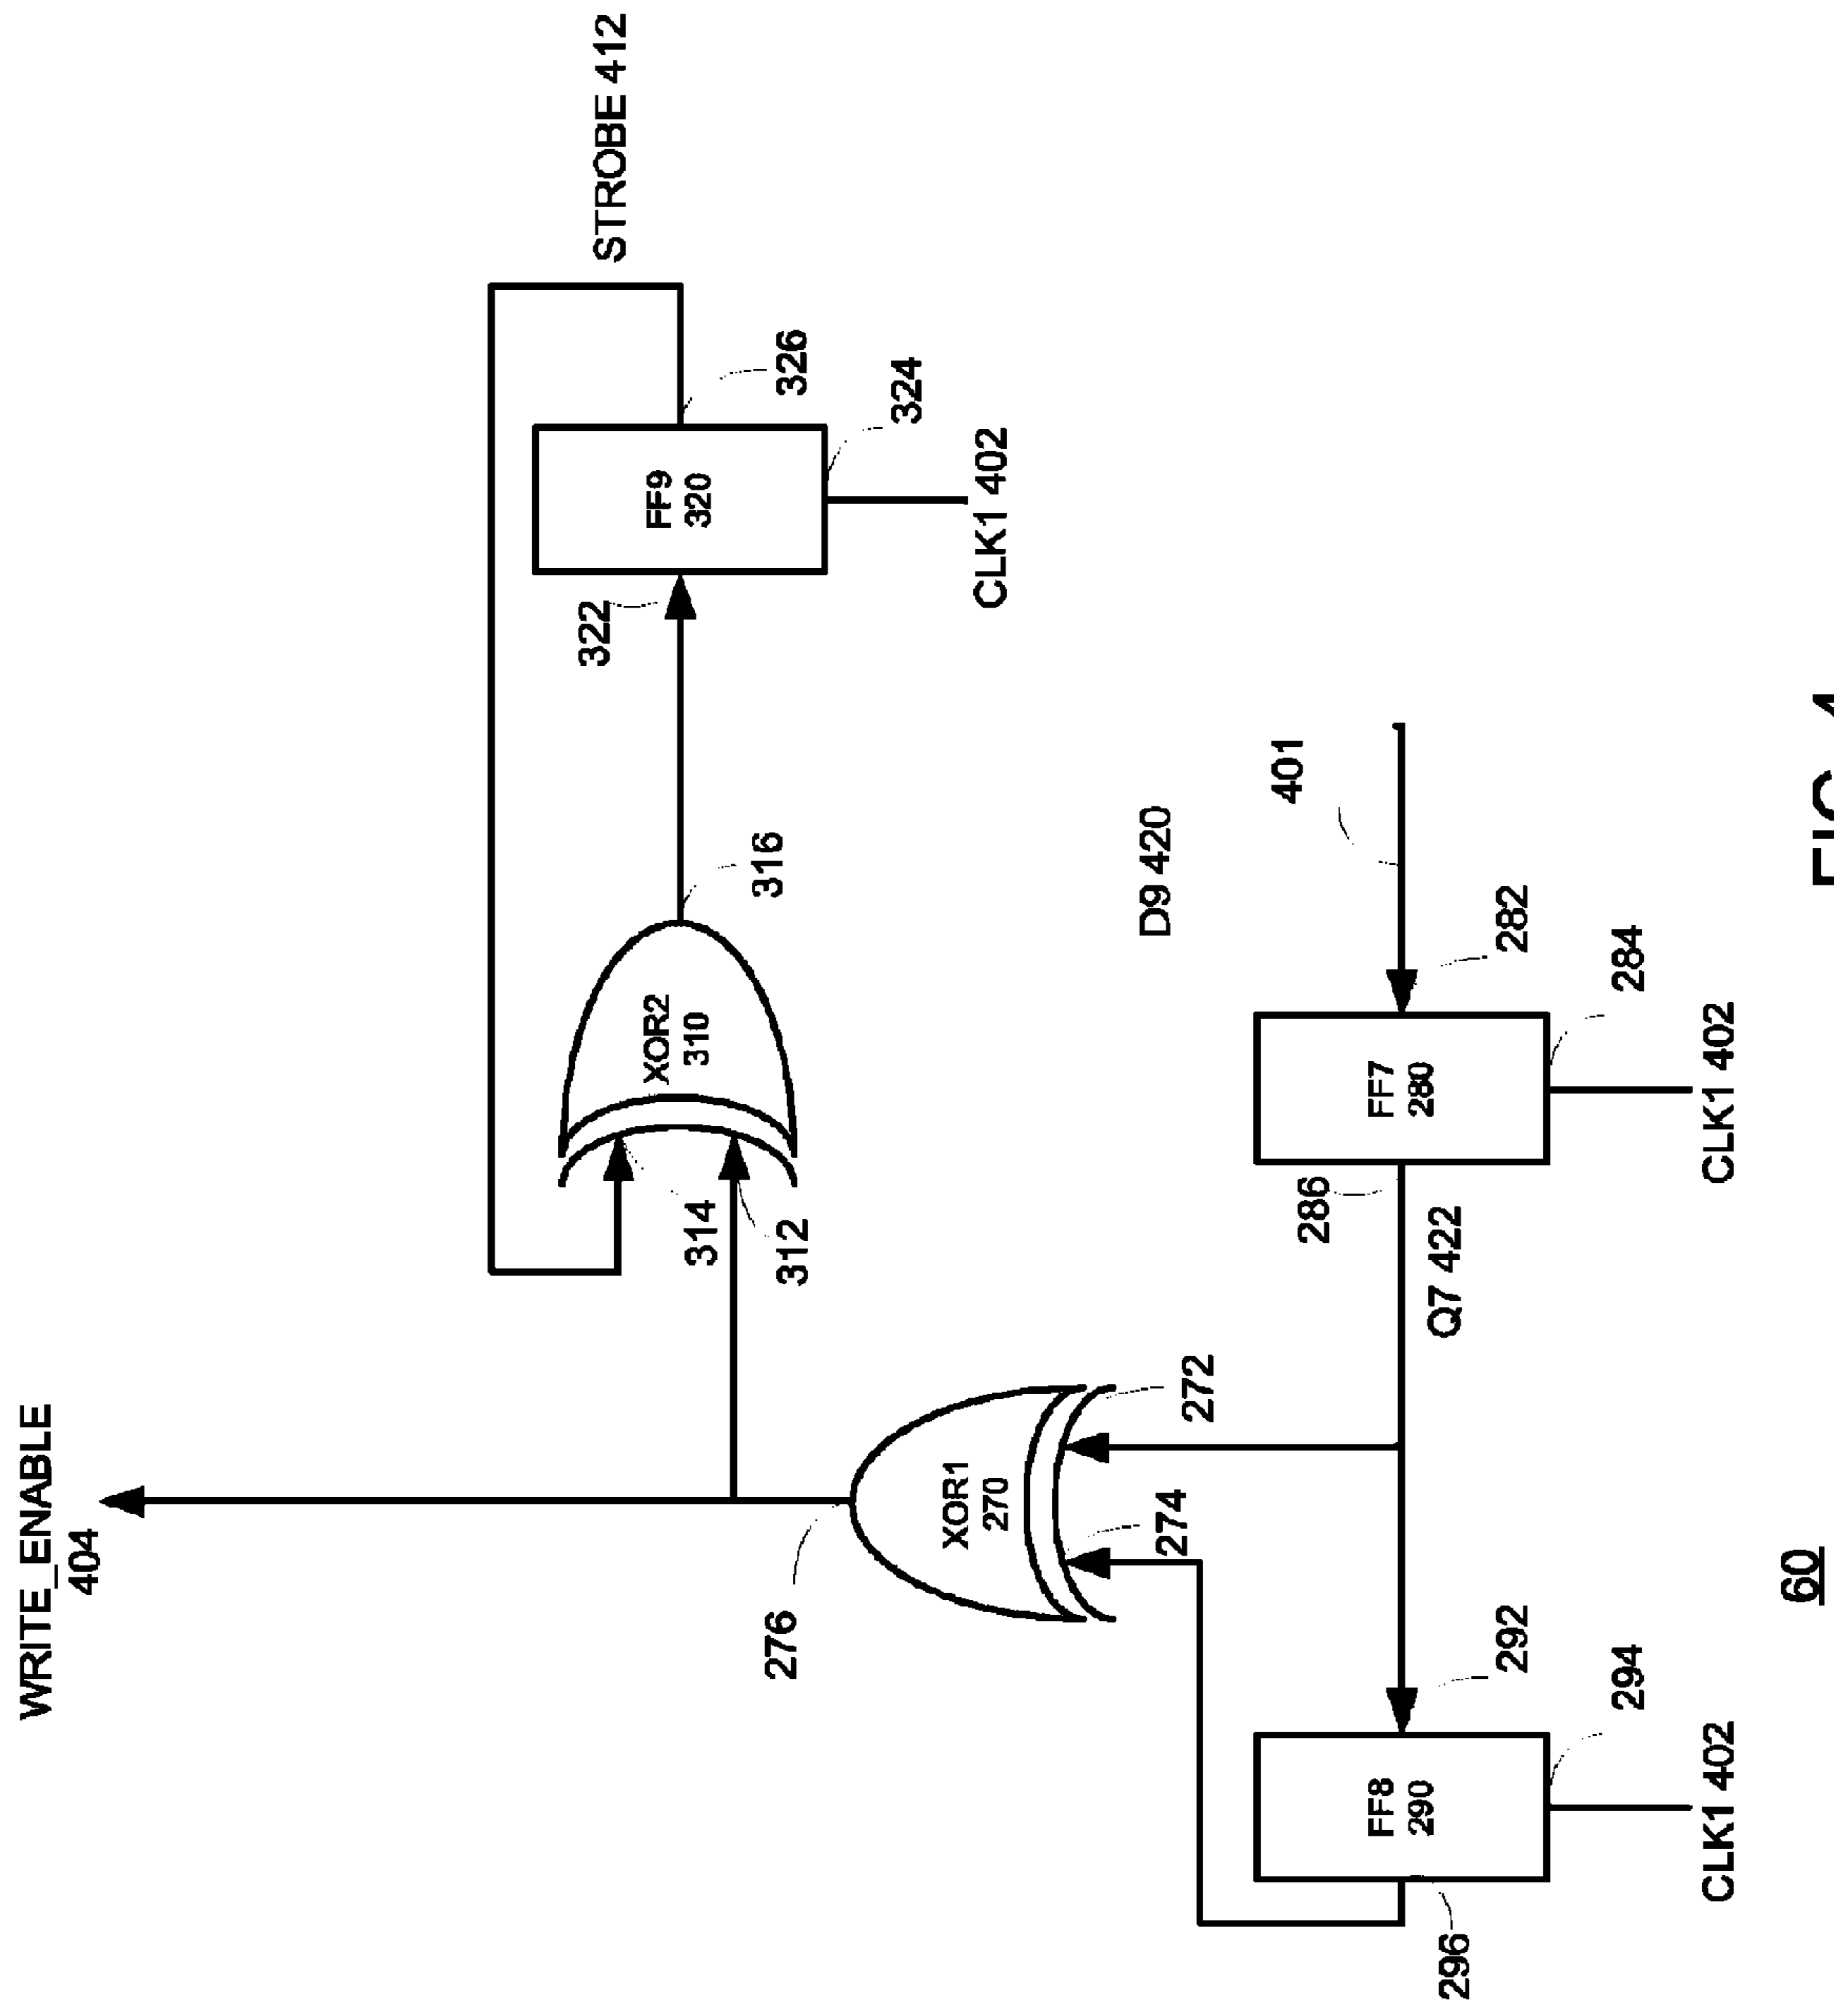 WRITE_ENABLE
404
STROBE 412
276
XOR1
270
274
272
314
312
XOR2
310
316
322
FF9
320
326
324
CLK1 402
296
FF8
290
292
294
CLK1 402
Q7 422
286
FF7
280
282
284
CLK1 402
D9 420
401
60